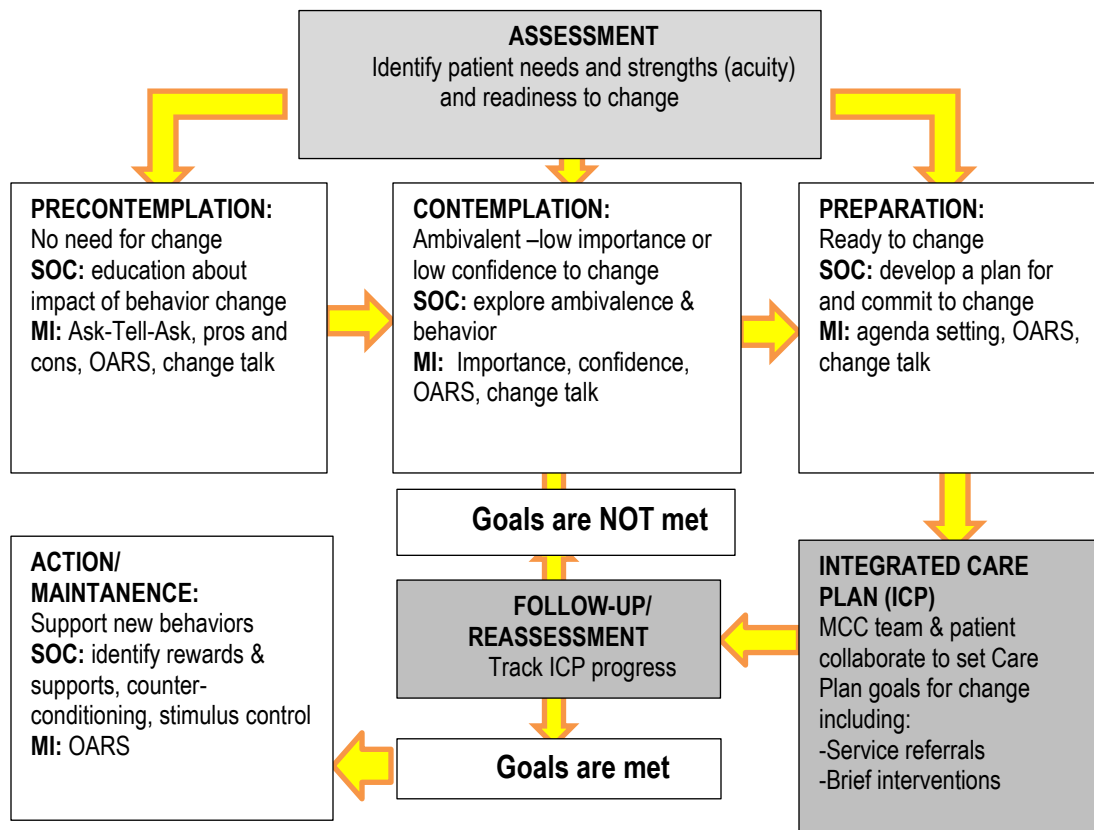 ASSESSMENT
Identify patient needs and strengths (acuity)
and readiness to change
PRECONTEMPLATION:
No need for change
SOC: education about
impact of behavior change
MI: Ask-Tell-Ask, pros and
cons, OARS, change talk
CONTEMPLATION:
Ambivalent –low importance or
low confidence to change
SOC: explore ambivalence &
behavior
MI:  Importance, confidence,
OARS, change talk
PREPARATION:
Ready to change
SOC: develop a plan for
and commit to change
MI: agenda setting, OARS,
change talk
Goals are NOT met
ACTION/
MAINTANENCE:
Support new behaviors
SOC: identify rewards &
supports, counter-
conditioning, stimulus control
MI: OARS
FOLLOW-UP/
REASSESSMENT
Track ICP progress
Goals are met
INTEGRATED CARE
PLAN (ICP)
MCC team & patient
collaborate to set Care
Plan goals for change
including:
-Service referrals
-Brief interventions